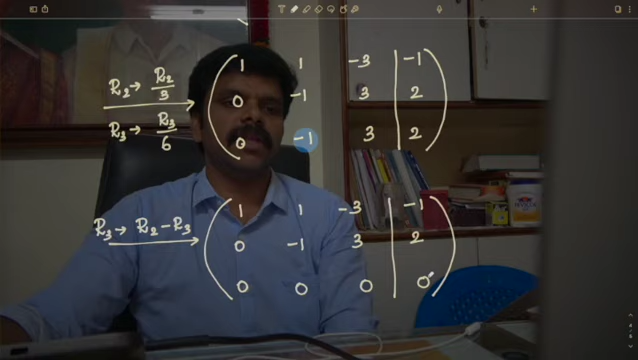 R₂→ R₂/3
R₃→ R₃/6
1 1 -3 | -1
0 -1 3 | 2
0 -1 3 | 2
R₃→ R₂-R₃
1 1 -3 | -1
0 -1 3 | 2
0 0 0 | 0